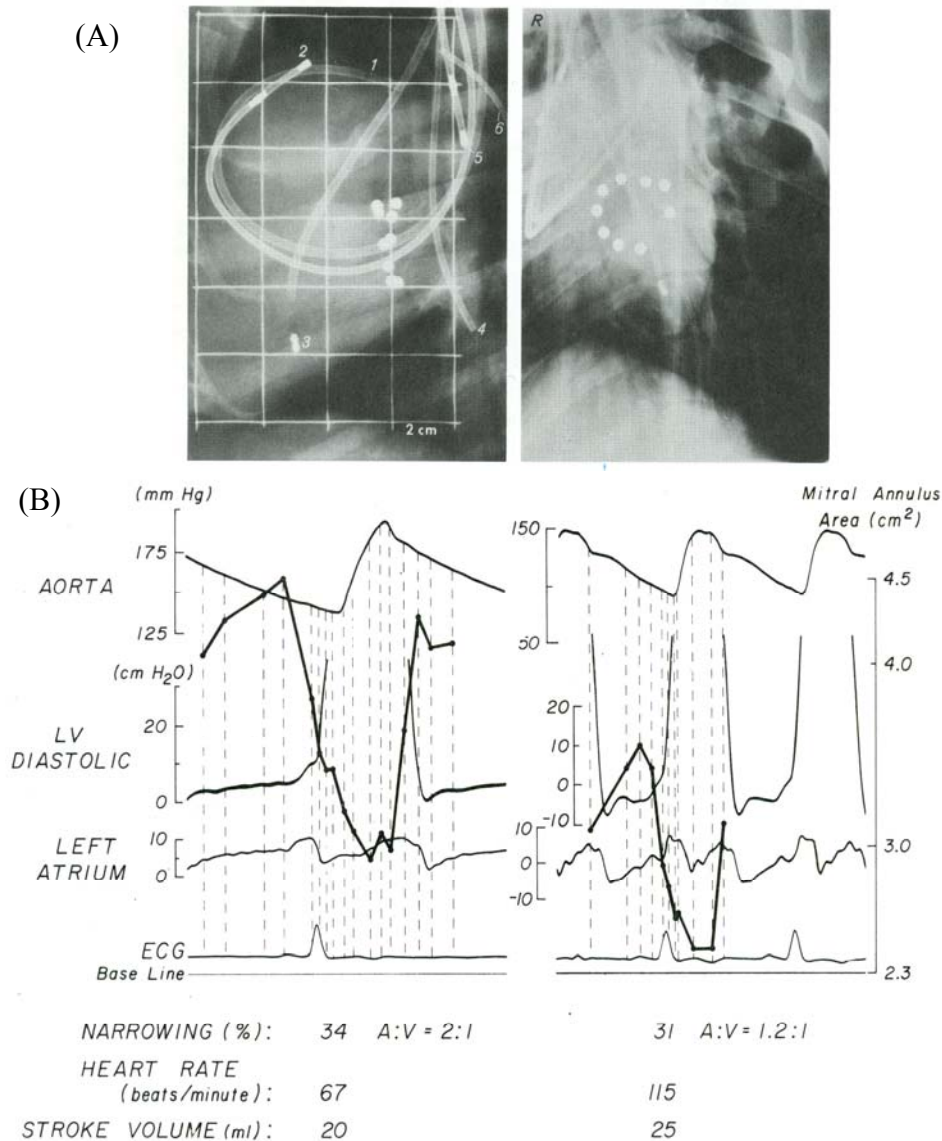 (A)
R
2
1
6
5
3
4
2 cm
(B)
(mm Hg)
Mitral Annulus
Area (cm²)
150
175
AORTA
150
4.5
125
50
4.0
(cm H₂O)
20
LV
DIASTOLIC
20
10
0
0
-10
10
LEFT
ATRIUM
0
10
0
-10
3.0
ECG
Base Line
2.3
NARROWING (%): 34 A:V = 2:1 31 A:V = 1.2:1
HEART RATE
(beats/minute): 67 115
STROKE VOLUME (ml): 20 25